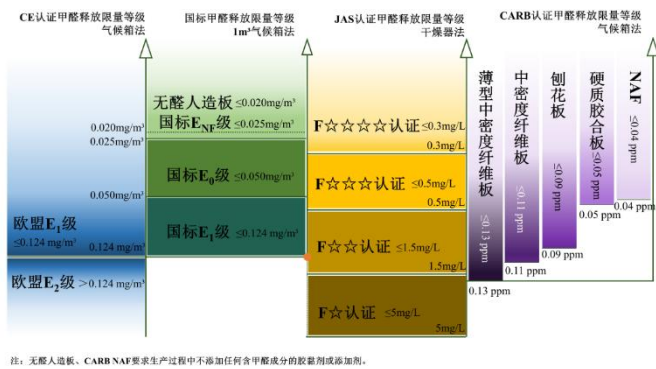 CE认证甲醛释放限量等级
气候箱法
国标甲醛释放限量等级
1m³气候箱法
JAS认证甲醛释放限量等级
干燥器法
CARB认证甲醛释放限量等级
气候箱法
0.020mg/m³
0.025mg/m³
0.050mg/m³
欧盟E₁级
≤0.124 mg/m³
0.124 mg/m³
欧盟E₂级 >0.124 mg/m³
无醛人造板 ≤0.020mg/m³
国标E_NF级 ≤0.025mg/m³
国标E₀级 ≤0.050mg/m³
国标E₁级 ≤0.124 mg/m³
F☆☆☆☆认证 ≤0.3mg/L
0.3mg/L
F☆☆☆认证 ≤0.5mg/L
0.5mg/L
F☆☆认证 ≤1.5mg/L
1.5mg/L
F☆认证 ≤5mg/L
5mg/L
薄型中密度纤维板 ≤0.13 ppm
0.13 ppm
中密度纤维板 ≤0.11 ppm
0.11 ppm
刨花板 ≤0.09 ppm
0.09 ppm
硬质胶合板 ≤0.05 ppm
0.05 ppm
NAF ≤0.04 ppm
0.04 ppm
注：无醛人造板、CARB NAF要求生产过程中不添加任何含甲醛成分的胶黏剂或添加剂。